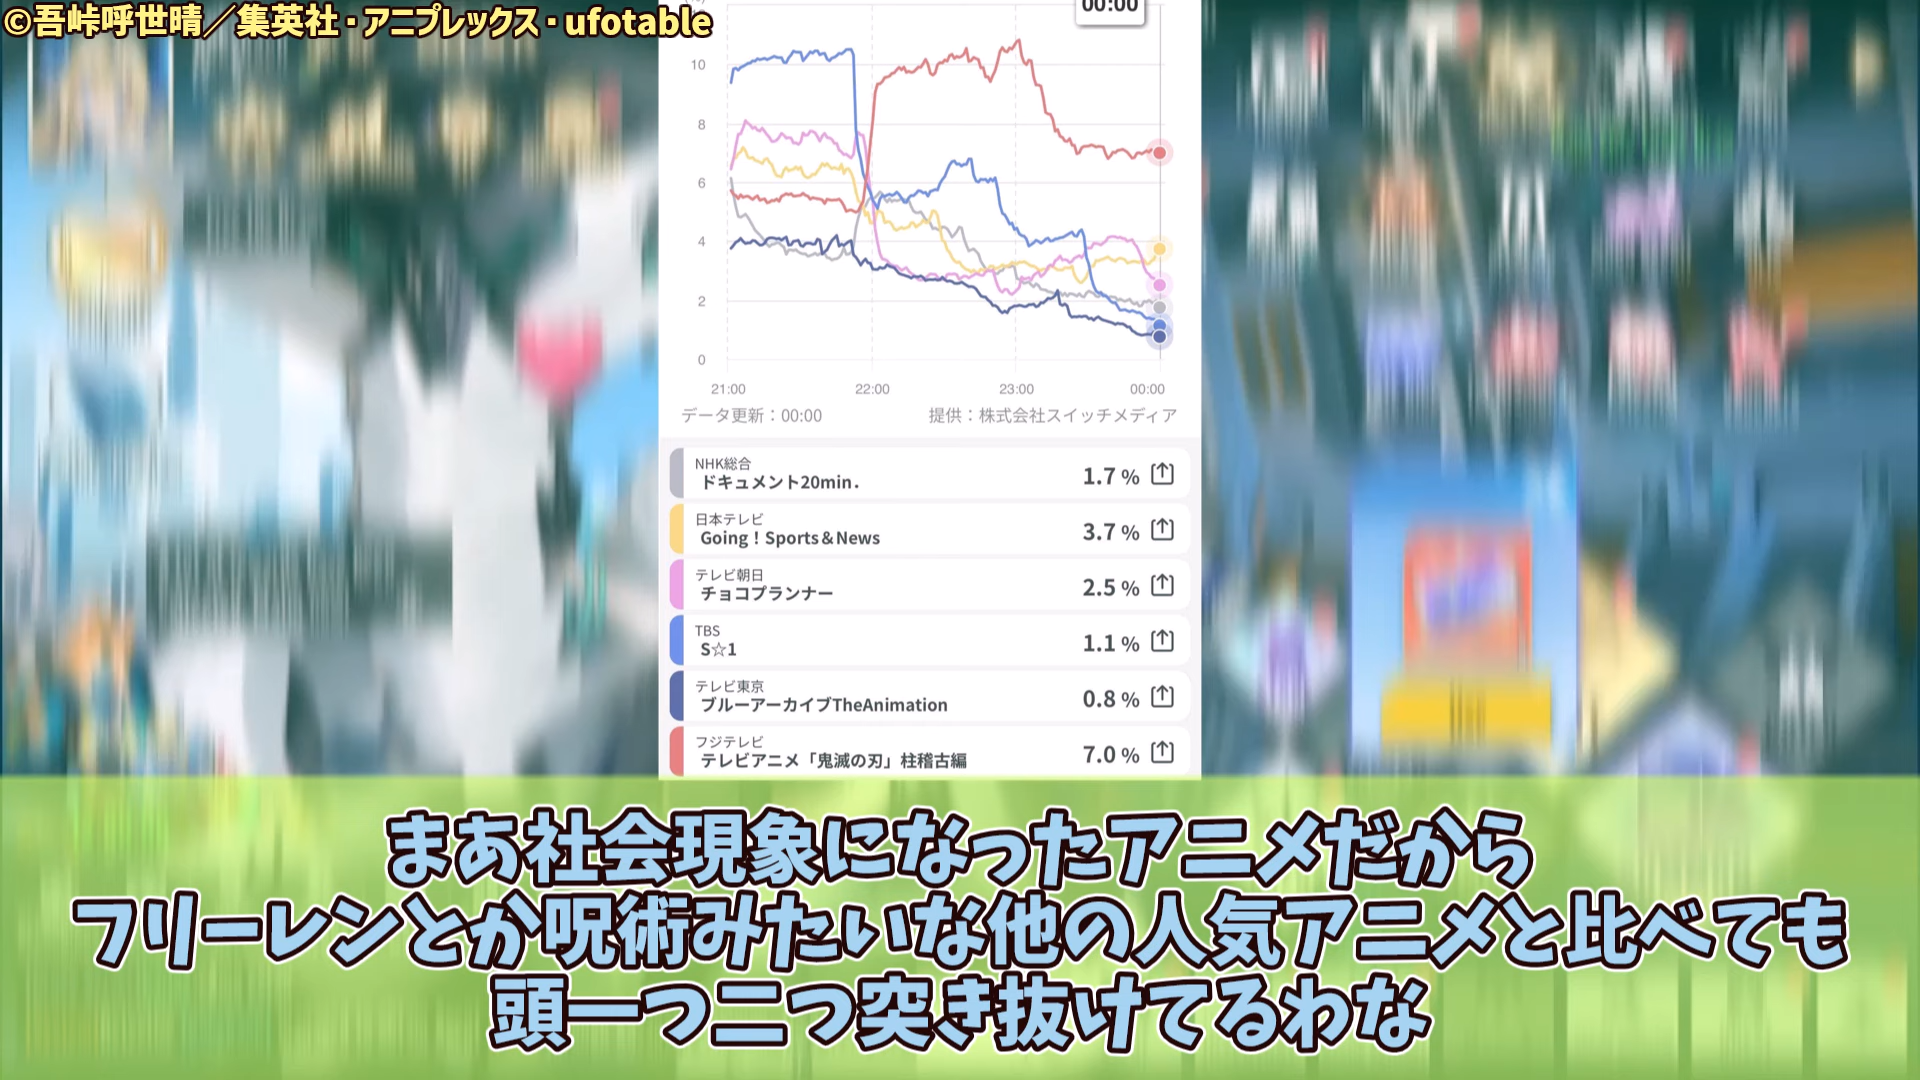 ©吾峠呼世晴／集英社・アニプレックス・ufotable
00:00
10
8
6
4
2
0
21:00 22:00 23:00 00:00
データ更新：00:00 提供：株式会社スイッチメディア
NHK総合
ドキュメント20min. 1.7 %
日本テレビ
Going！Sports＆News 3.7 %
テレビ朝日
チョコプランナー 2.5 %
TBS
S☆1 1.1 %
テレビ東京
ブルーアーカイブTheAnimation 0.8 %
フジテレビ
テレビアニメ「鬼滅の刃」柱稽古編 7.0 %
まあ社会現象になったアニメだから
フリーレンとか呪術みたいな他の人気アニメと比べても
頭一つ二つ突き抜けてるわな